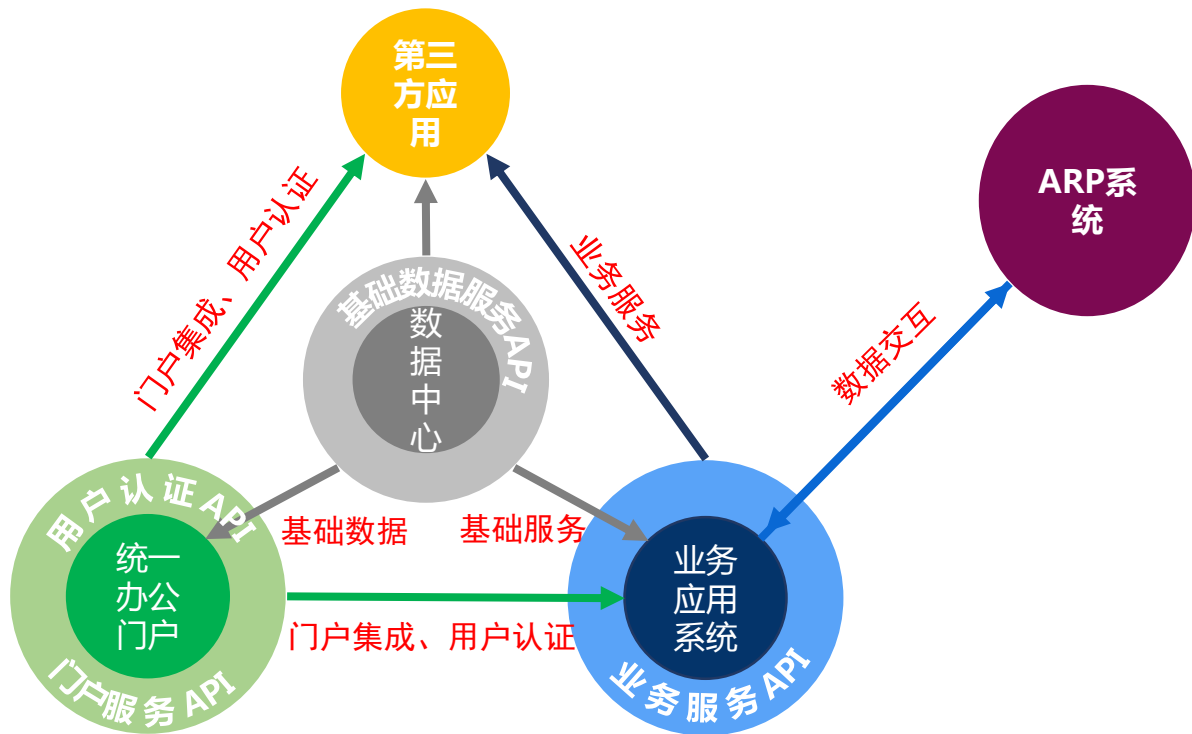 第三
方应
用
ARP系
统
门户集成、用户认证
业务服务
数据交互
基础数据服务API
数
据
中
心
基础数据
基础服务
用户认证API
统一
办公
门户
门户服务API
门户集成、用户认证
业务
应用
系统
业务服务API